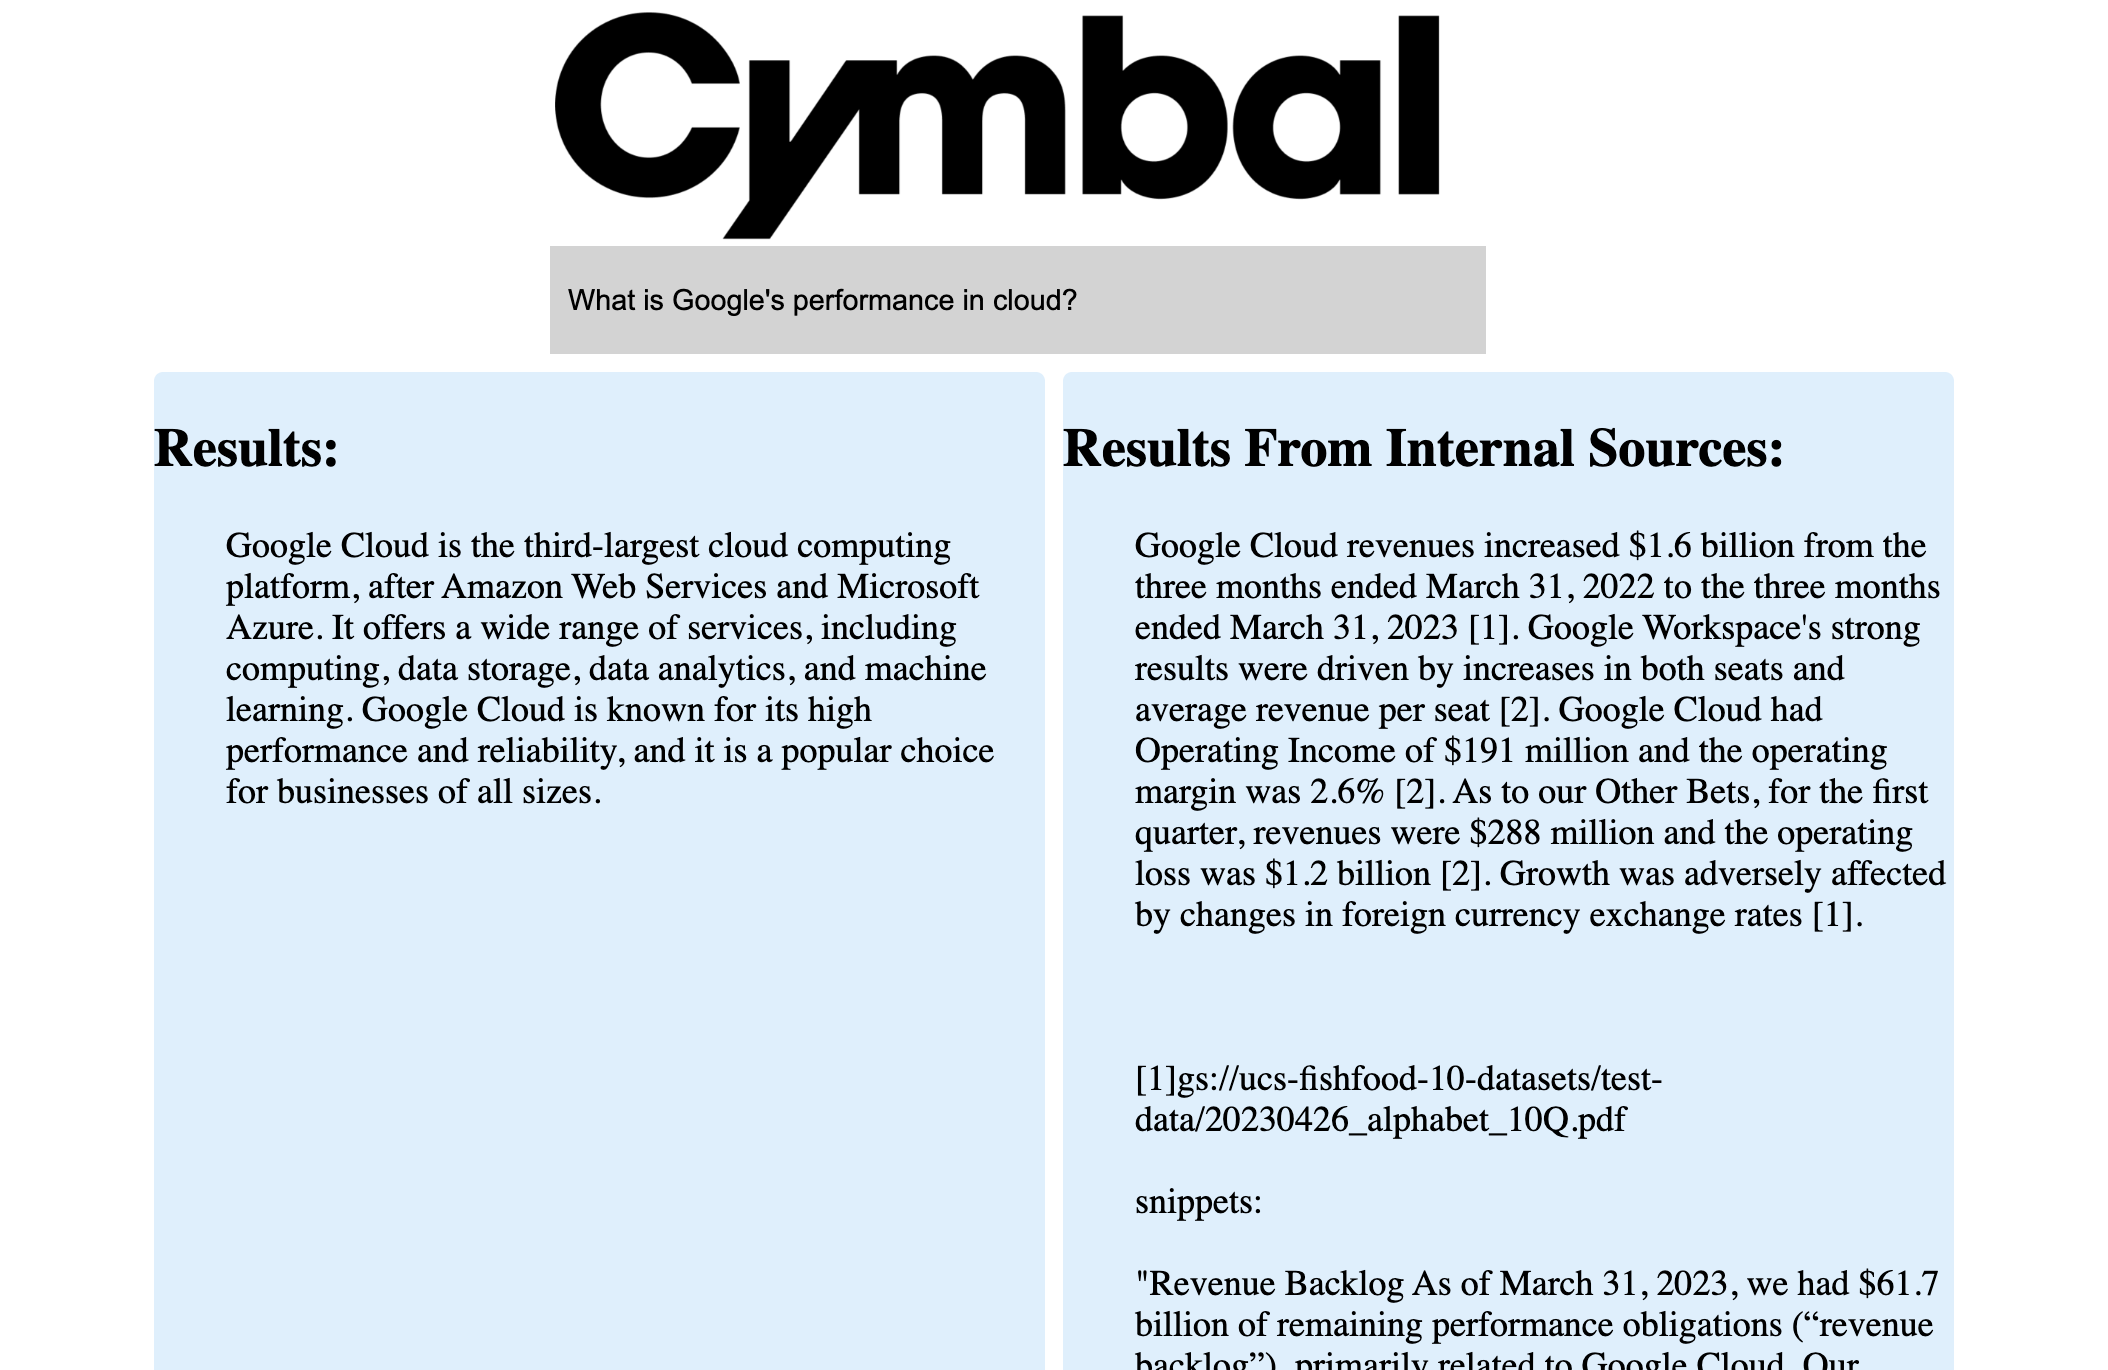 Cymbal
What is Google's performance in cloud?
Results:
Google Cloud is the third-largest cloud computing
platform, after Amazon Web Services and Microsoft
Azure. It offers a wide range of services, including
computing, data storage, data analytics, and machine
learning. Google Cloud is known for its high
performance and reliability, and it is a popular choice
for businesses of all sizes.
Results From Internal Sources:
Google Cloud revenues increased $1.6 billion from the
three months ended March 31, 2022 to the three months
ended March 31, 2023 [1]. Google Workspace's strong
results were driven by increases in both seats and
average revenue per seat [2]. Google Cloud had
Operating Income of $191 million and the operating
margin was 2.6% [2]. As to our Other Bets, for the first
quarter, revenues were $288 million and the operating
loss was $1.2 billion [2]. Growth was adversely affected
by changes in foreign currency exchange rates [1].
[1]gs://ucs-fishfood-10-datasets/test-
data/20230426_alphabet_10Q.pdf
snippets:
"Revenue Backlog As of March 31, 2023, we had $61.7
billion of remaining performance obligations (“revenue
backlog”), primarily related to Google Cloud. Our